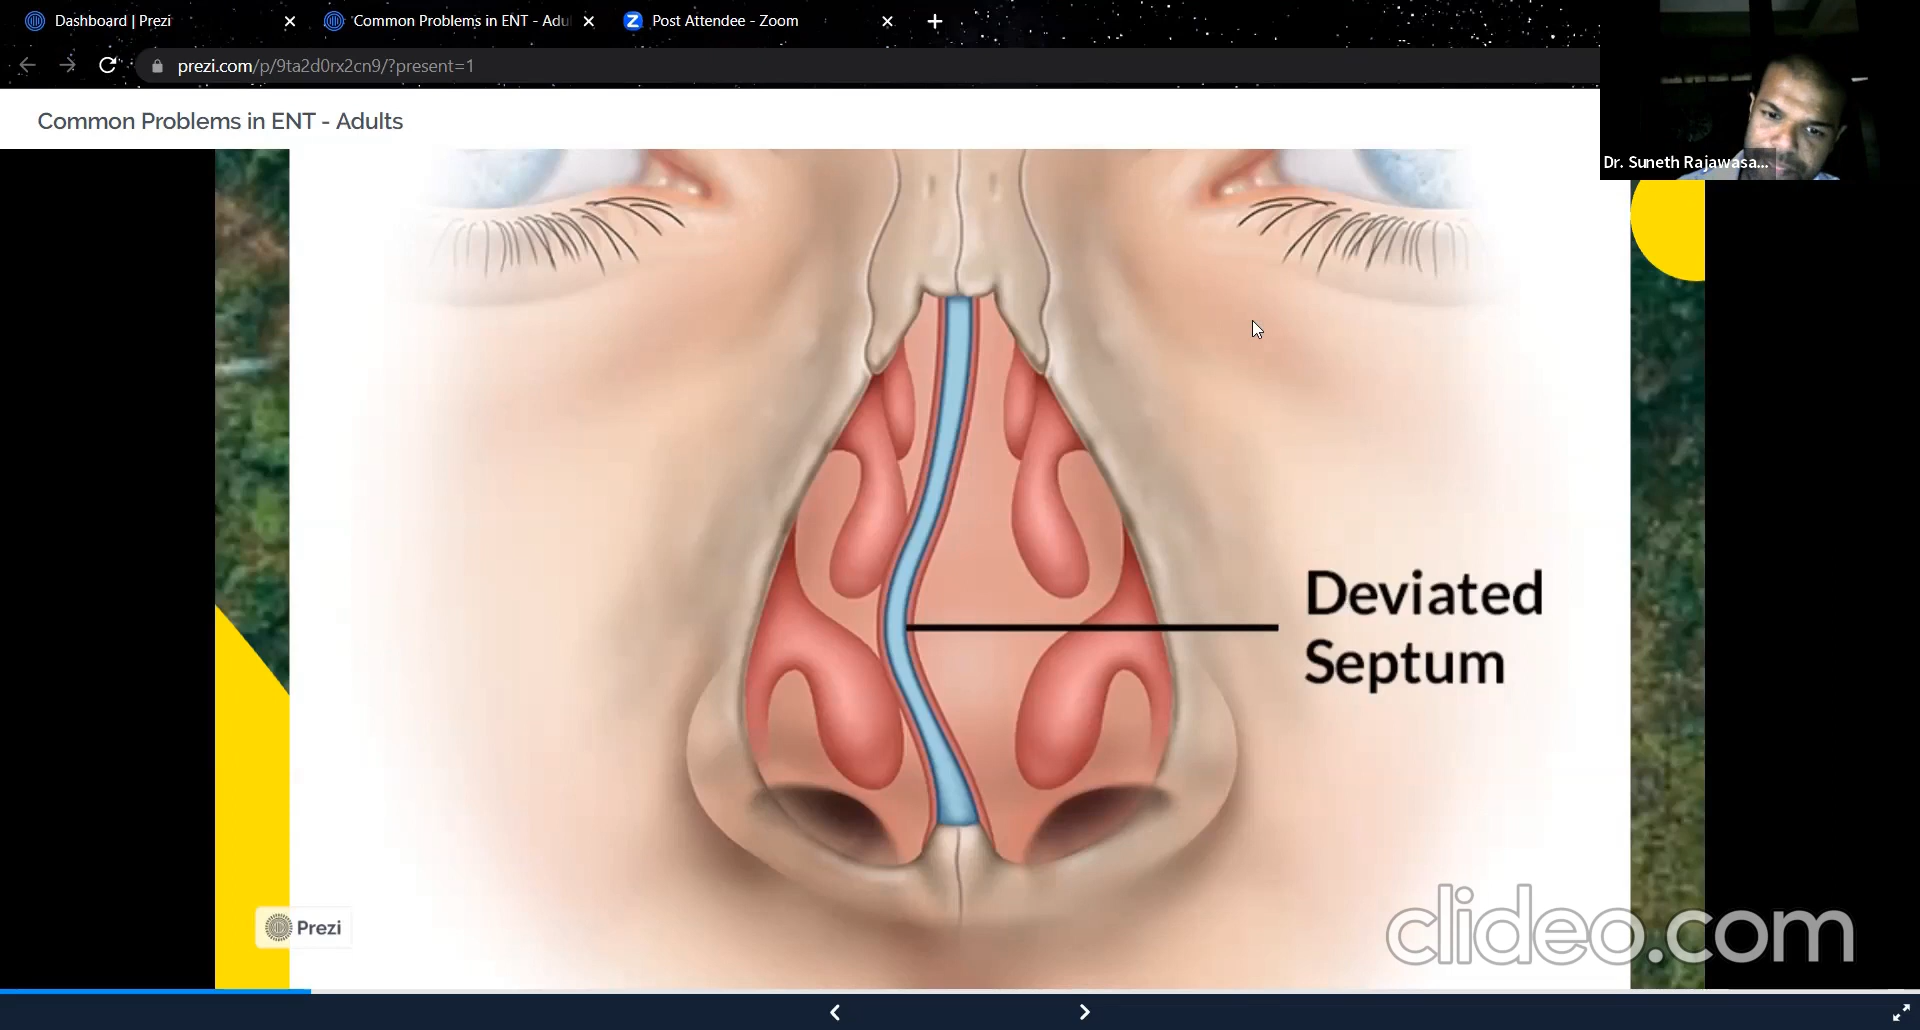 Dashboard | Prezi
Common Problems in ENT - Adu
Post Attendee - Zoom
prezi.com/p/9ta2d0rx2cn9/?present=1
Common Problems in ENT - Adults
Dr. Suneth Rajawasa...
Deviated
Septum
Prezi
clideo.com